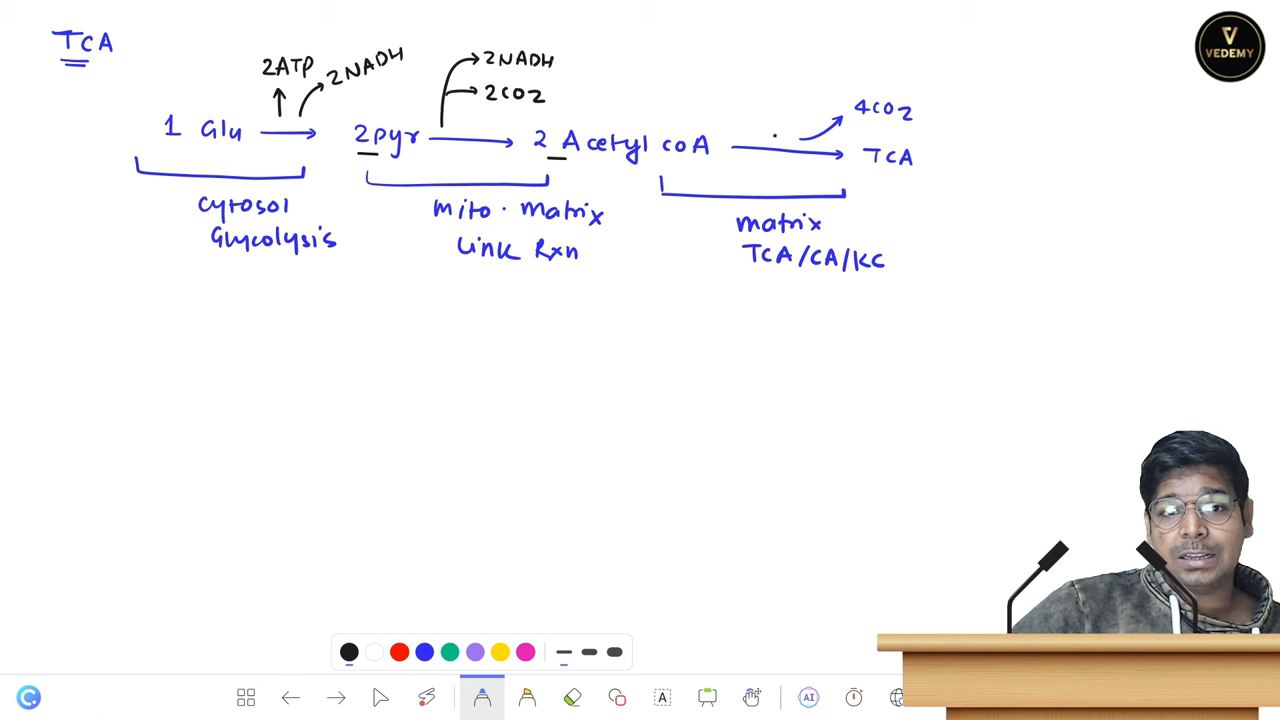 TCA
V
VEDEMY
2ATP
2NADH
2NADH
2CO2
4CO2
1 Glu
2pyr
2 Acetyl coA
TCA
cytosol
Glycolysis
mito. matrix
Link Rxn
matrix
TCA/CA/KC
A
AI